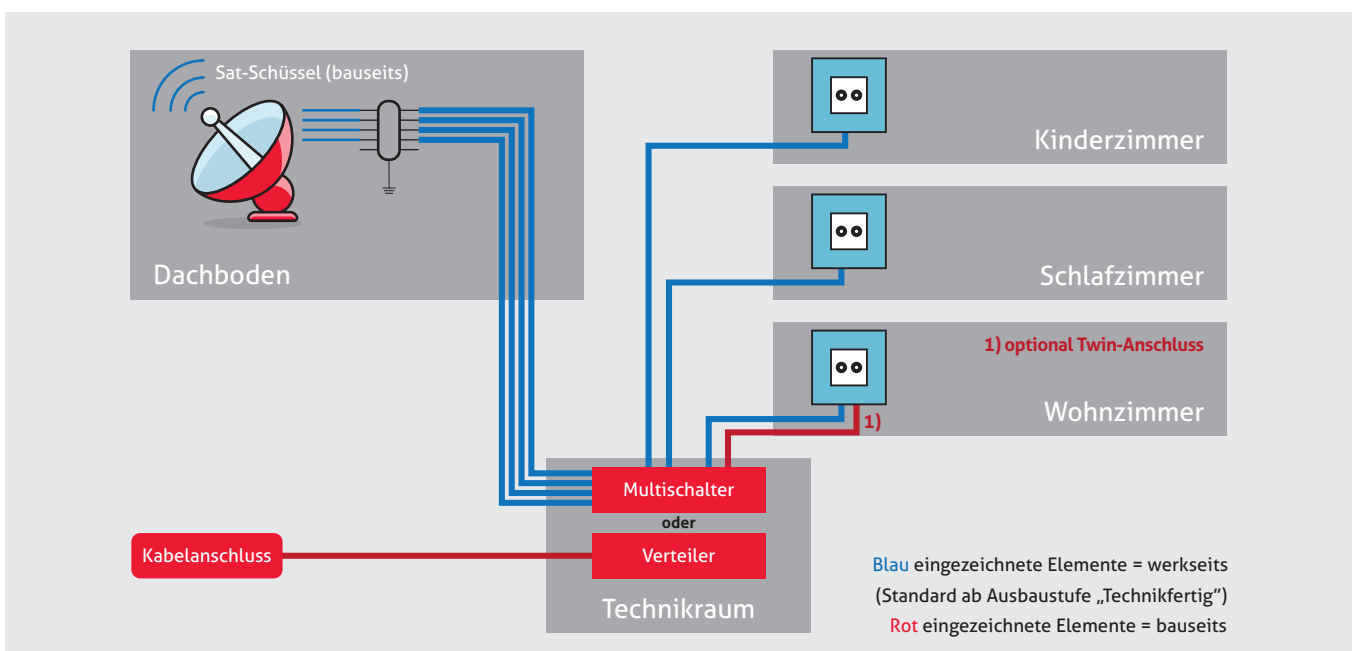 Sat-Schüssel (bauseits)
Dachboden
Kinderzimmer
Schlafzimmer
1) optional Twin-Anschluss
Wohnzimmer
1)
Multischalter
oder
Verteiler
Technikraum
Kabelanschluss
Blau eingezeichnete Elemente = werkseits
(Standard ab Ausbaustufe „Technikfertig“)
Rot eingezeichnete Elemente = bauseits